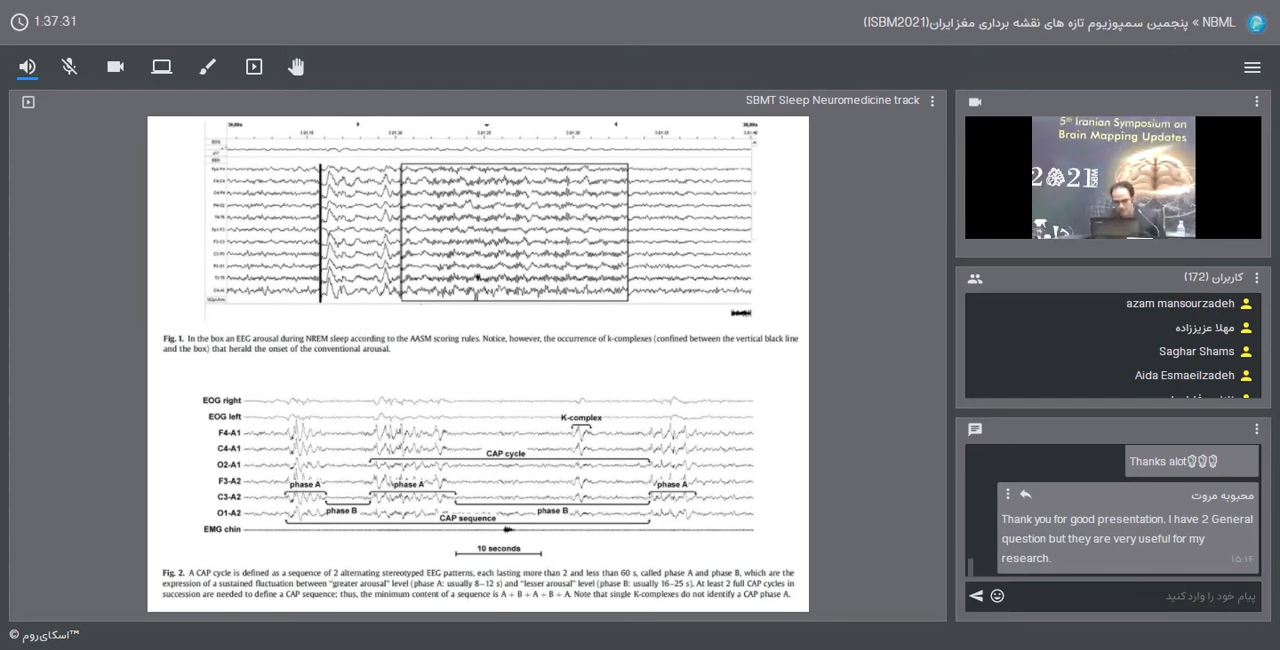 1:37:31
NBML » پنجمین سمپوزیوم تازه های نقشه برداری مغز ایران(ISBM2021)
SBMT Sleep Neuromedicine track
Fig. 1. In the box an EEG arousal during NREM sleep according to the AASM scoring rules. Notice, however, the occurrence of k-complexes (confined between the vertical black line
and the box) that herald the onset of the conventional arousal.
EOG right
EOG left
K-complex
F4-A1
C4-A1
CAP cycle
O2-A1
F3-A2
phase A
phase A
phase A
C3-A2
phase B
phase B
O1-A2
CAP sequence
EMG chin
10 seconds
Fig. 2. A CAP cycle is defined as a sequence of 2 alternating stereotyped EEG patterns, each lasting more than 2 and less than 60 s, called phase A and phase B, which are the
expression of a sustained fluctuation between "greater arousal" level (phase A: usually 8–12 s) and "lesser arousal" level (phase B: usually 16–25 s). At least 2 full CAP cycles in
succession are needed to define a CAP sequence; thus, the minimum content of a sequence is A + B + A + B + A. Note that single K-complexes do not identify a CAP phase A.
5th Iranian Symposium on
Brain Mapping Updates
کاربران (172)
azam mansourzadeh
مهلا عزیززاده
Saghar Shams
Aida Esmaeilzadeh
Thanks alot
محبوبه مروت
Thank you for good presentation. I have 2 General
question but they are very useful for my
research.
۱۵:۱۴
پیام خود را وارد کنید
© اسکای‌روم™